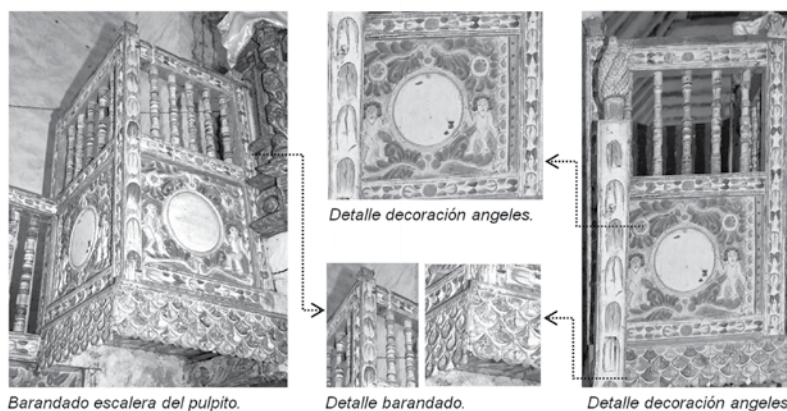 Detalle decoración angeles.
Barandado escalera del pulpito.
Detalle barandado.
Detalle decoración angeles